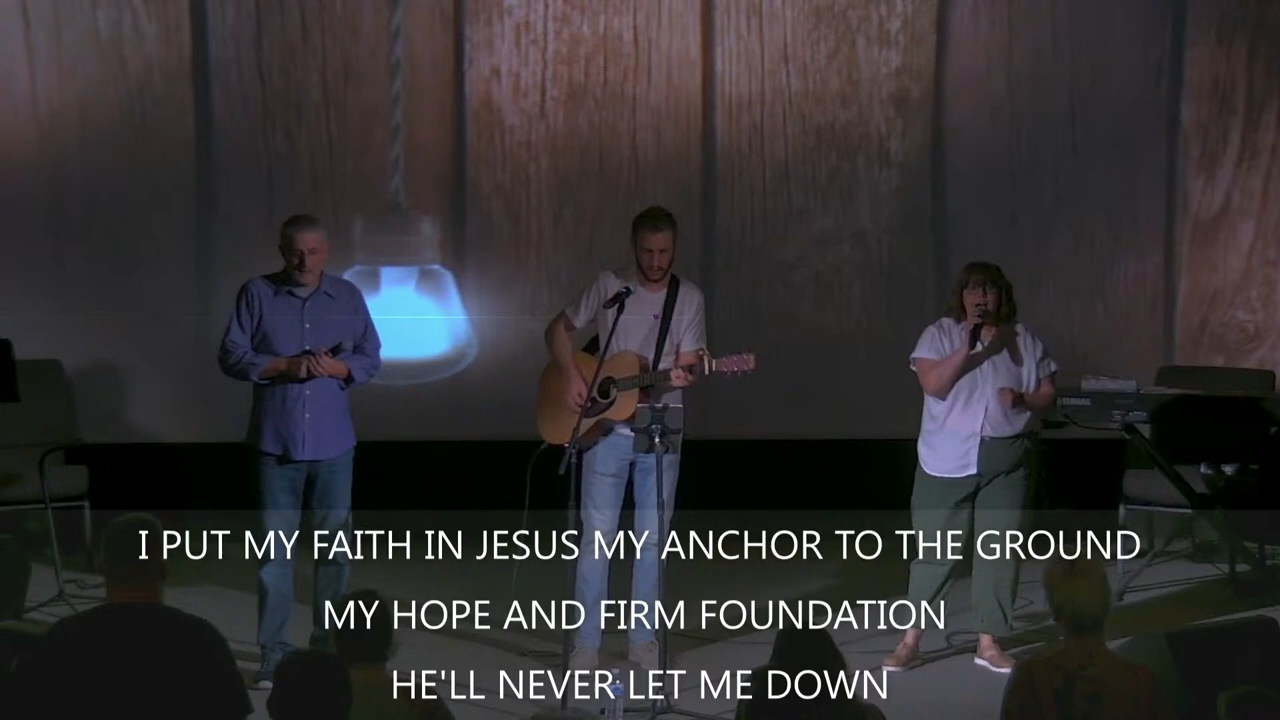 YAMAHA
I PUT MY FAITH IN JESUS MY ANCHOR TO THE GROUND
MY HOPE AND FIRM FOUNDATION
HE'LL NEVER LET ME DOWN